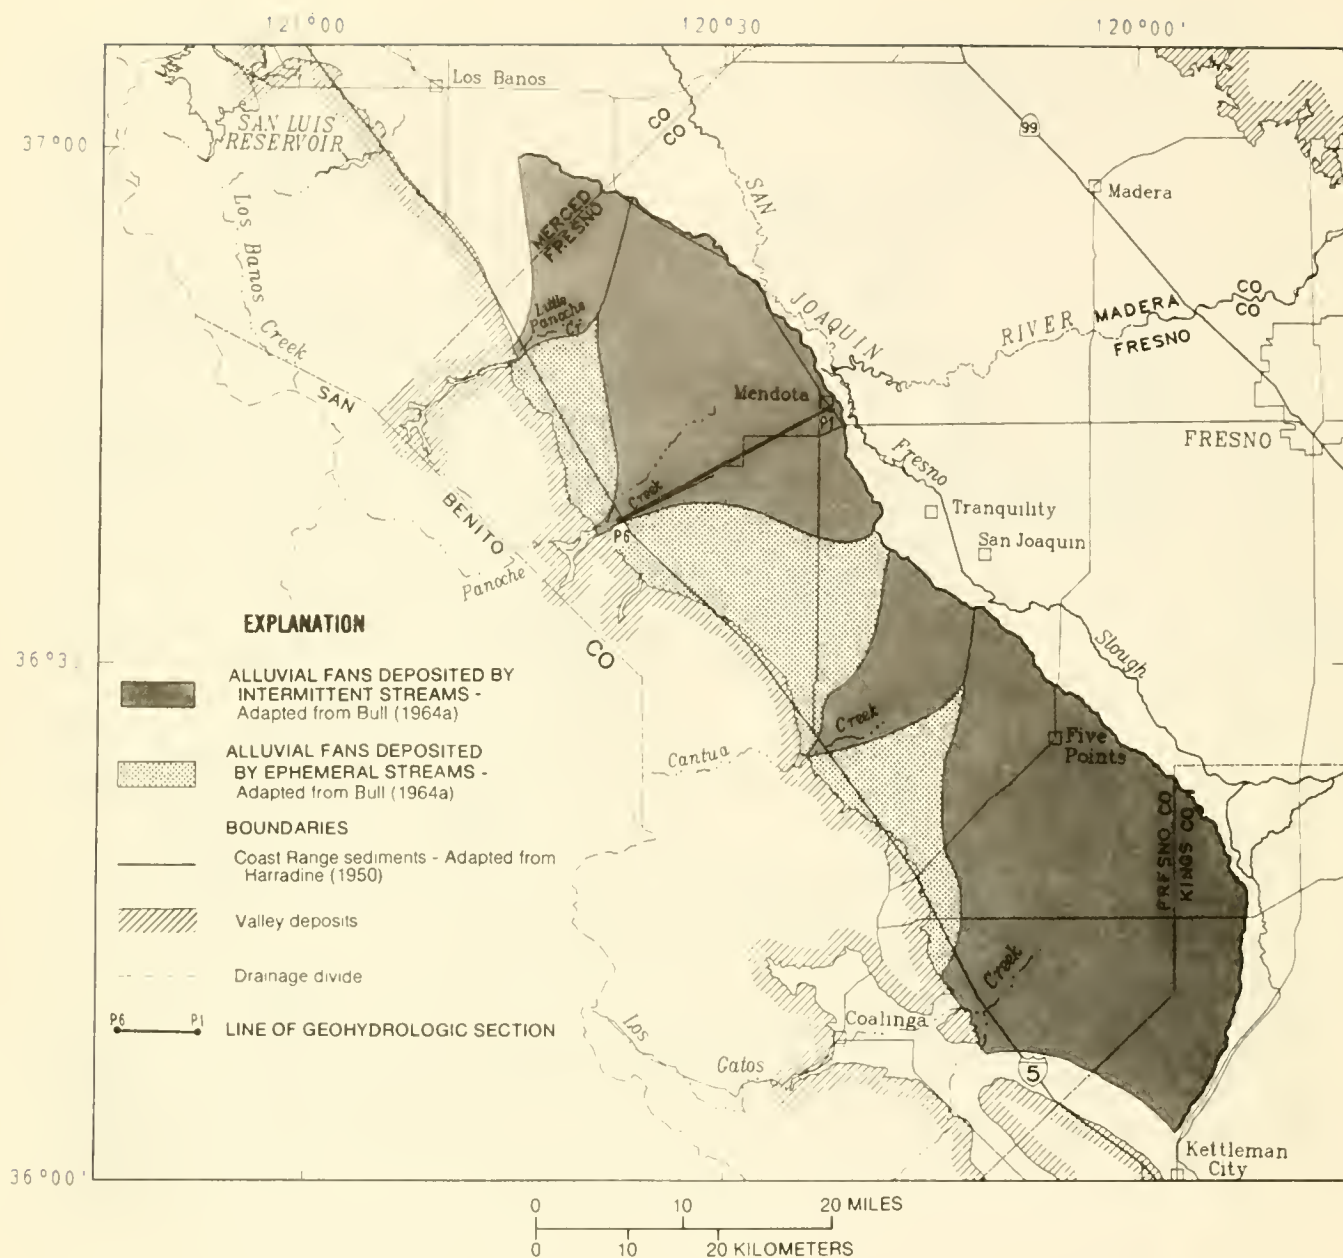 121°00
120°30
120°00'
37°00
36°3
36°00'
Los Banos
SAN LUIS
RESERVOIR
Los Banos
Creek
SAN
BENITO
CO
MERCED
FRESNO
CO
CO
SAN
JOAQUIN
RIVER
99
Madera
MADERA
CO
CO
FRESNO
Little
Panoche
Cr
Mendota
P1
FRESNO
Fresno
Slough
Tranquility
San Joaquin
Creek
P6
Panoche
Cantua
Creek
Five
Points
FRESNO CO
KINGS CO
Creek
Coalinga
Los
Gatos
5
Kettleman
City
EXPLANATION
ALLUVIAL FANS DEPOSITED BY
INTERMITTENT STREAMS -
Adapted from Bull (1964a)
ALLUVIAL FANS DEPOSITED
BY EPHEMERAL STREAMS -
Adapted from Bull (1964a)
BOUNDARIES
Coast Range sediments - Adapted from
Harradine (1950)
Valley deposits
Drainage divide
P6 P1
LINE OF GEOHYDROLOGIC SECTION
0 10 20 MILES
0 10 20 KILOMETERS